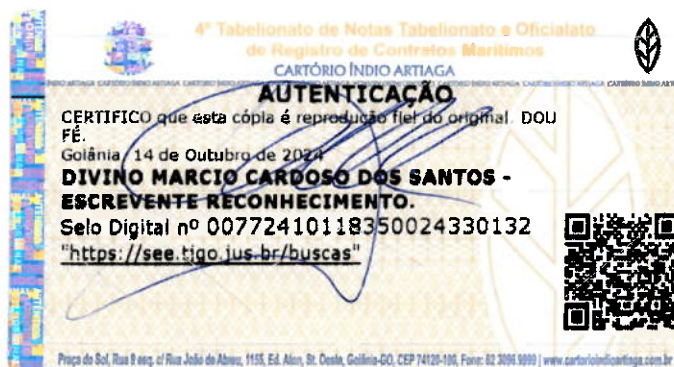 4º Tabelionato de Notas Tabelionato e Oficialato
de Registro de Contratos Marítimos
CARTÓRIO ÍNDIO ARTIAGA
AUTENTICAÇÃO
CERTIFICO que esta cópia é reprodução fiel do original. DOU
FÉ.
Goiânia, 14 de Outubro de 2024
DIVINO MARCIO CARDOSO DOS SANTOS -
ESCREVENTE RECONHECIMENTO.
Selo Digital nº 00772410118350024330132
"https://see.tjgo.jus.br/buscas"
Praça do Sol, Rua 9 esq. c/ Rua João de Abreu, 1155, Ed. Aton, St. Oeste, Goiânia-GO, CEP 74120-100, Fone: 62 3096.9999 | www.cartorioindioartiaga.com.br